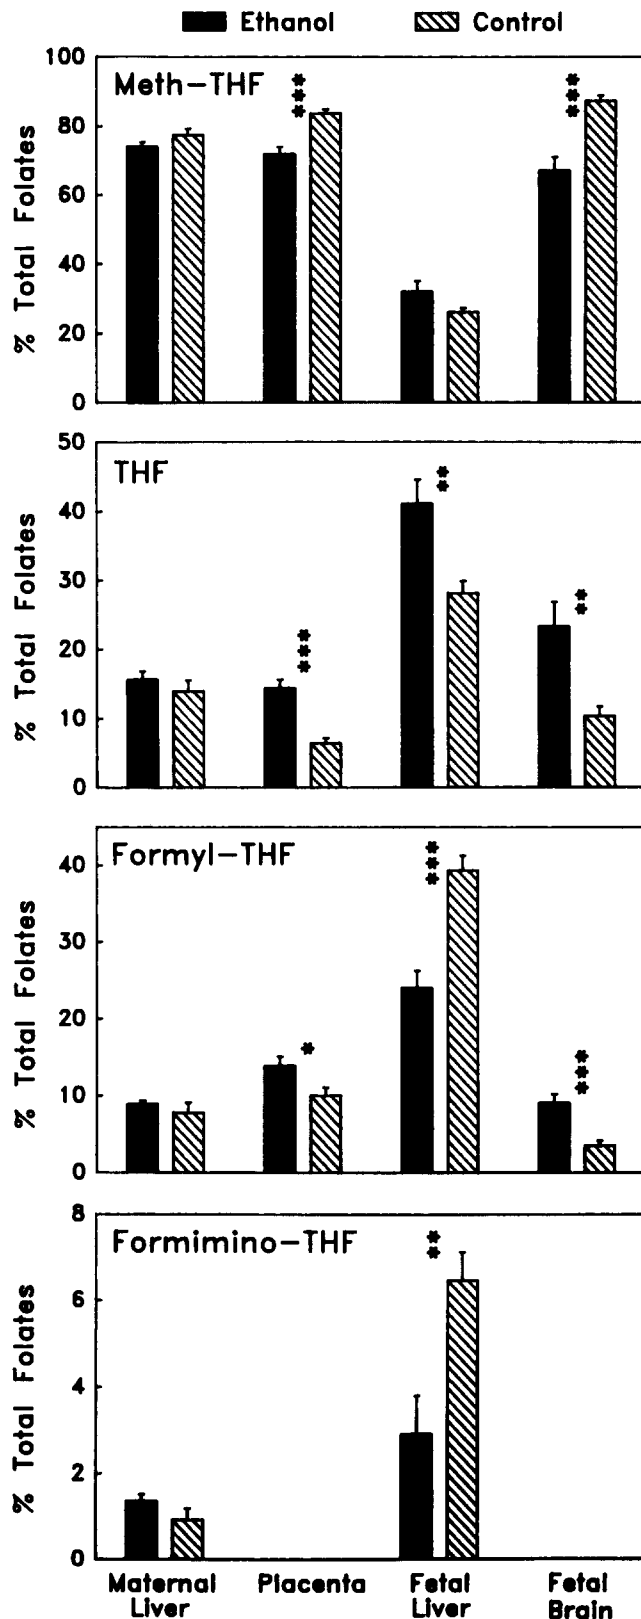 Ethanol Control
100
80
60
40
20
0
% Total Folates
Meth-THF
***
***
50
40
30
20
10
0
% Total Folates
THF
***
**
**
40
30
20
10
0
% Total Folates
Formyl-THF
*
***
***
8
6
4
2
0
% Total Folates
Formimino-THF
**
Maternal Liver
Placenta
Fetal Liver
Fetal Brain